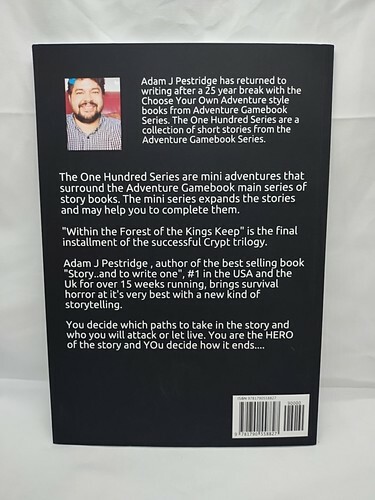 Adam J Pestridge has returned to
writing after a 25 year break with the
Choose Your Own Adventure style
books from Adventure Gamebook
Series. The One Hundred Series are a
collection of short stories from the
Adventure Gamebook Series.
The One Hundred Series are mini adventures that
surround the Adventure Gamebook main series of
story books. The mini series expands the stories
and may help you to complete them.
"Within the Forest of the Kings Keep" is the final
installment of the successful Crypt trilogy.
Adam J Pestridge , author of the best selling book
"Story..and to write one", #1 in the USA and the
Uk for over 15 weeks running, brings survival
horror at it's very best with a new kind of
storytelling.
You decide which paths to take in the story and
who you will attack or let live. You are the HERO
of the story and YOu decide how it ends....
ISBN
90000